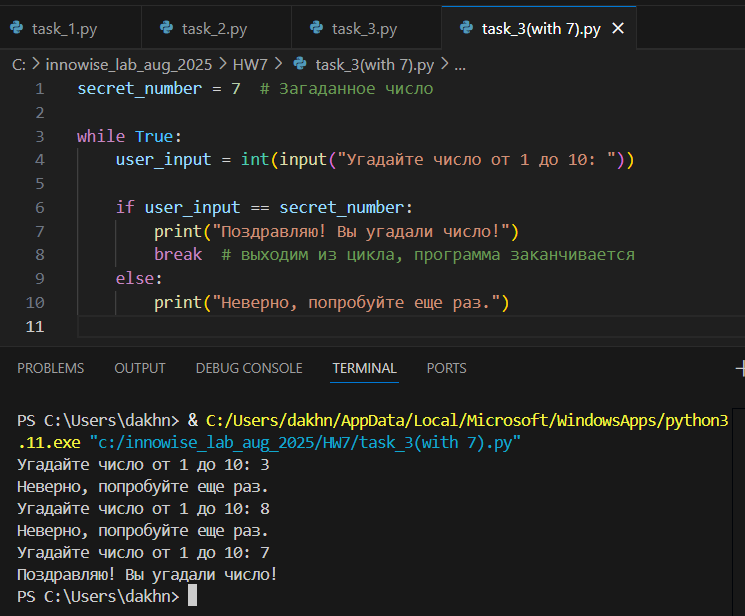 task_1.py task_2.py task_3.py task_3(with 7).py
C: > innowise_lab_aug_2025 > HW7 > task_3(with 7).py > ...
1 secret_number = 7  # Загаданное число
2
3 while True:
4     user_input = int(input("Угадайте число от 1 до 10: "))
5
6     if user_input == secret_number:
7         print("Поздравляю! Вы угадали число!")
8         break  # выходим из цикла, программа заканчивается
9     else:
10         print("Неверно, попробуйте еще раз.")
11
PROBLEMS OUTPUT DEBUG CONSOLE TERMINAL PORTS
PS C:\Users\dakhn> & C:/Users/dakhn/AppData/Local/Microsoft/WindowsApps/python3
.11.exe "c:/innowise_lab_aug_2025/HW7/task_3(with 7).py"
Угадайте число от 1 до 10: 3
Неверно, попробуйте еще раз.
Угадайте число от 1 до 10: 8
Неверно, попробуйте еще раз.
Угадайте число от 1 до 10: 7
Поздравляю! Вы угадали число!
PS C:\Users\dakhn>